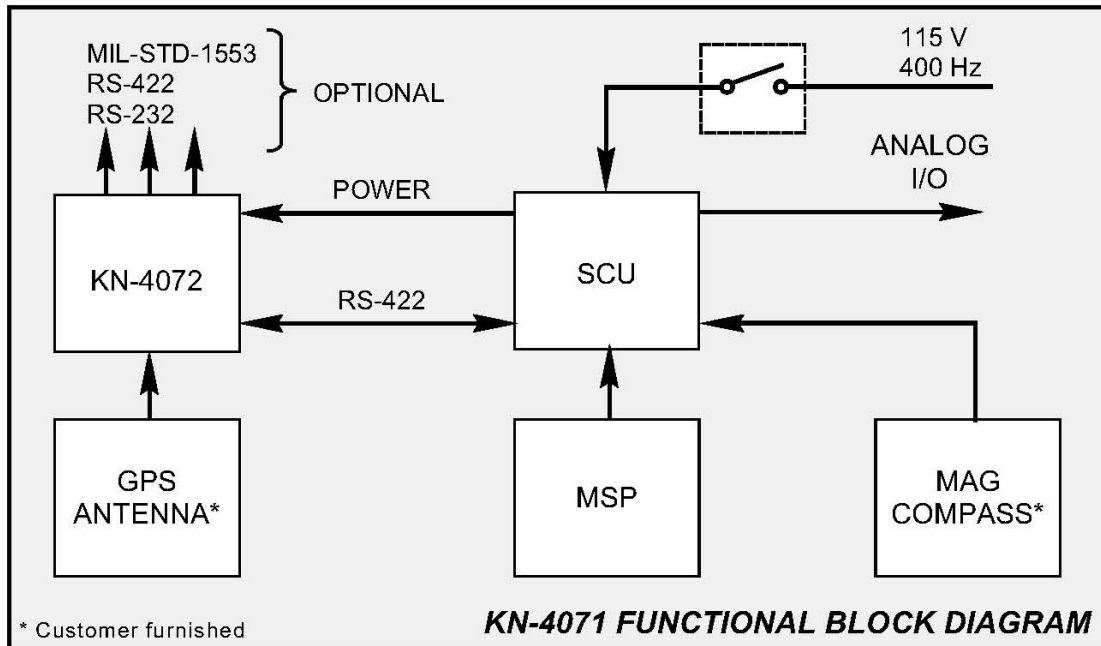 MIL-STD-1553
RS-422
RS-232
OPTIONAL
115 V
400 Hz
ANALOG
I/O
POWER
KN-4072
SCU
RS-422
GPS
ANTENNA*
MSP
MAG
COMPASS*
* Customer furnished
KN-4071 FUNCTIONAL BLOCK DIAGRAM